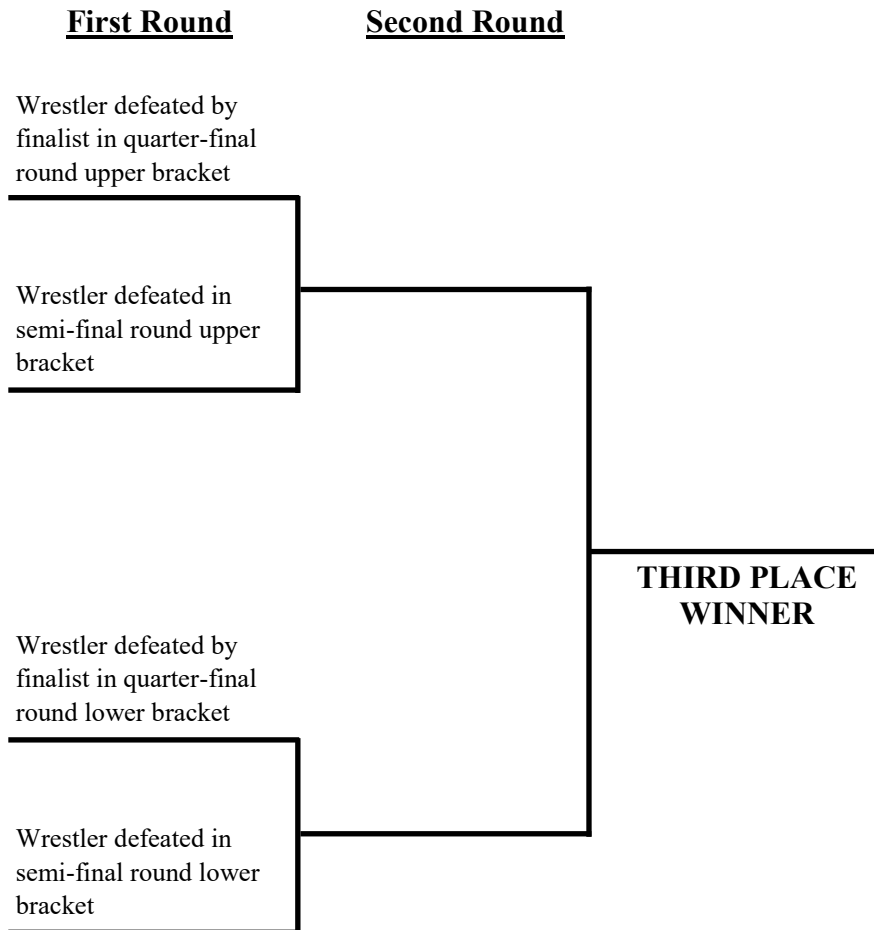 First Round Second Round
Wrestler defeated by
finalist in quarter-final
round upper bracket
Wrestler defeated in
semi-final round upper
bracket
THIRD PLACE
WINNER
Wrestler defeated by
finalist in quarter-final
round lower bracket
Wrestler defeated in
semi-final round lower
bracket